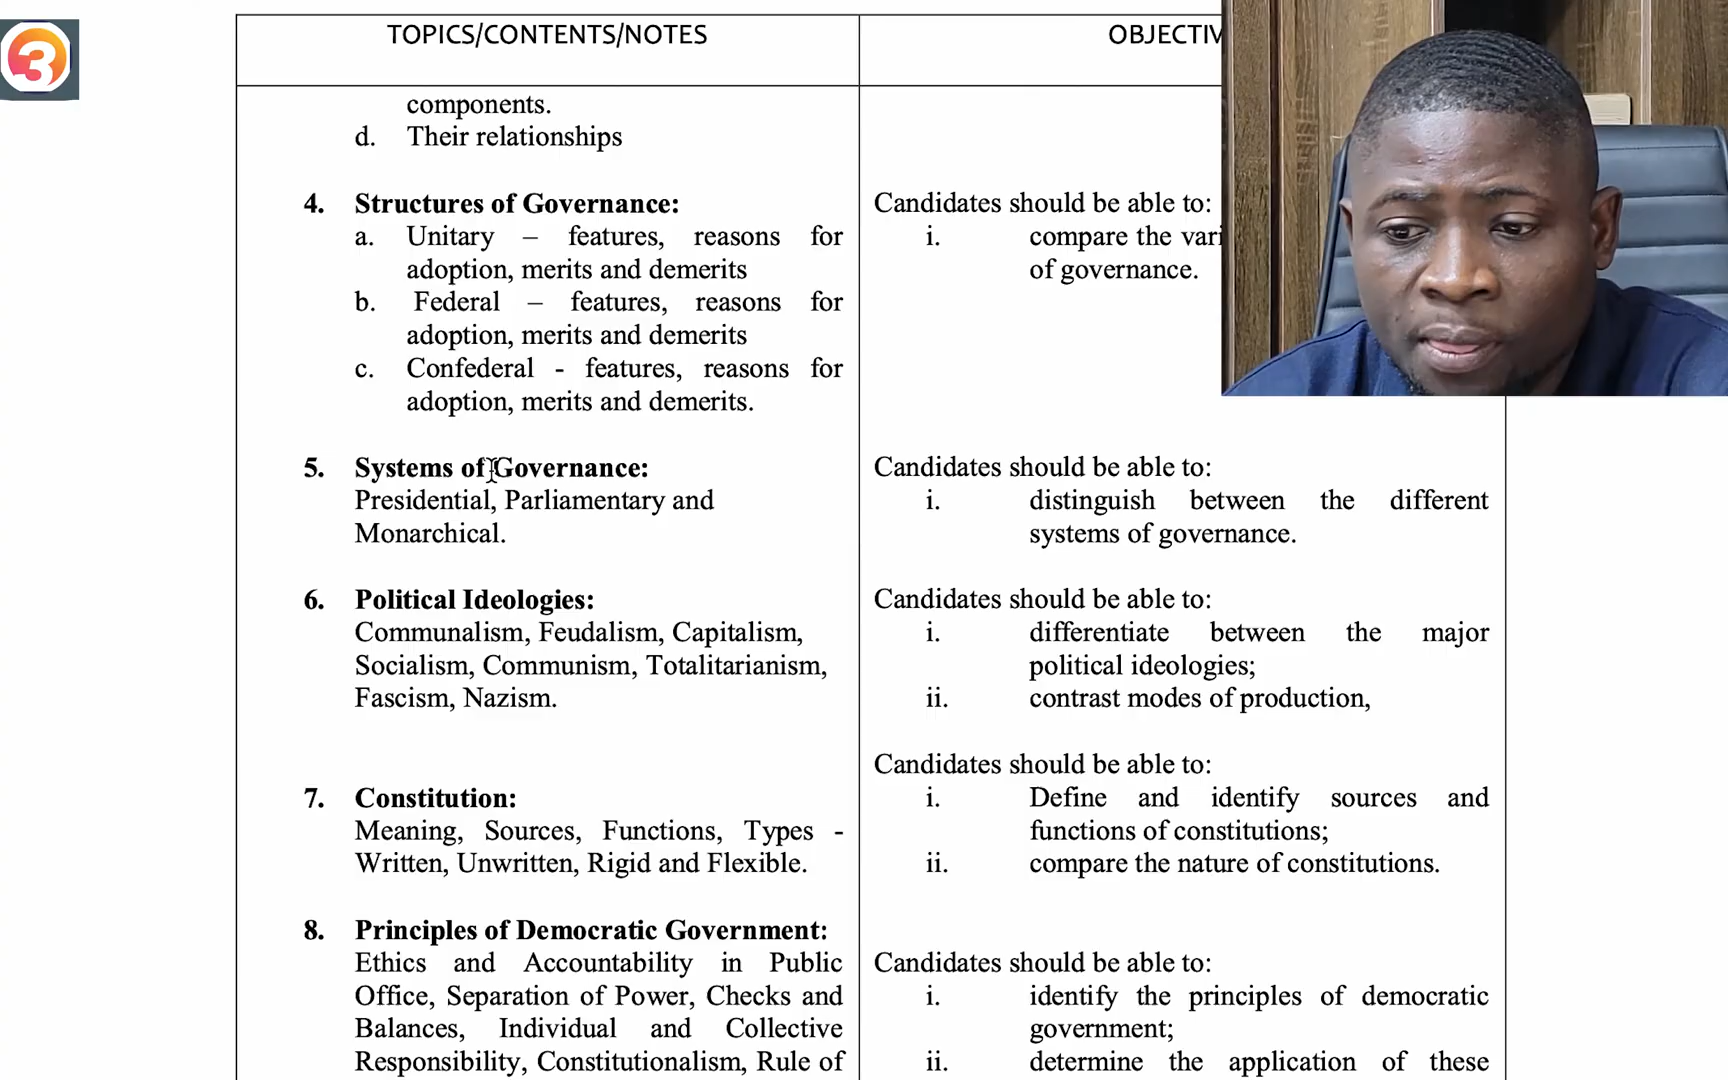 3
TOPICS/CONTENTS/NOTES
OBJECTIV
components.
d. Their relationships
4. Structures of Governance:
a. Unitary – features, reasons for
adoption, merits and demerits
b. Federal – features, reasons for
adoption, merits and demerits
c. Confederal - features, reasons for
adoption, merits and demerits.
Candidates should be able to:
i. compare the vari
of governance.
5. Systems of Governance:
Presidential, Parliamentary and
Monarchical.
Candidates should be able to:
i. distinguish between the different
systems of governance.
6. Political Ideologies:
Communalism, Feudalism, Capitalism,
Socialism, Communism, Totalitarianism,
Fascism, Nazism.
Candidates should be able to:
i. differentiate between the major
political ideologies;
ii. contrast modes of production,
7. Constitution:
Meaning, Sources, Functions, Types -
Written, Unwritten, Rigid and Flexible.
Candidates should be able to:
i. Define and identify sources and
functions of constitutions;
ii. compare the nature of constitutions.
8. Principles of Democratic Government:
Ethics and Accountability in Public
Office, Separation of Power, Checks and
Balances, Individual and Collective
Responsibility, Constitutionalism, Rule of
Candidates should be able to:
i. identify the principles of democratic
government;
ii. determine the application of these